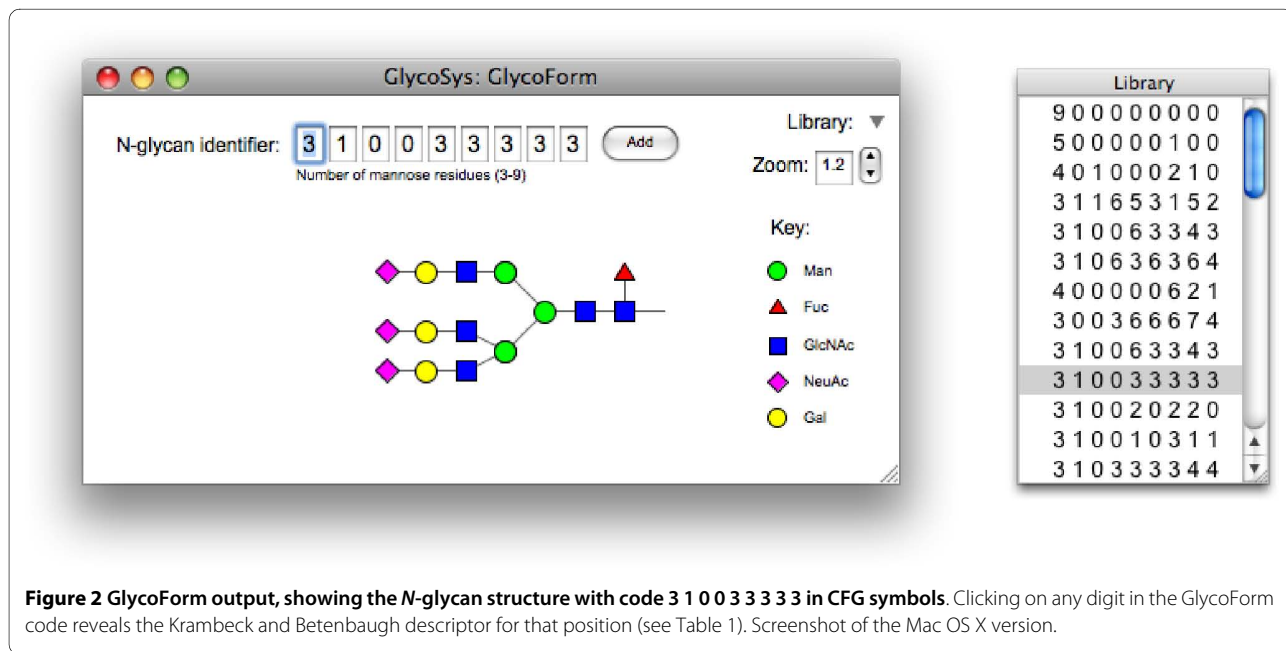 GlycoSys: GlycoForm
N-glycan identifier: 3 1 0 0 3 3 3 3 3 Add
Number of mannose residues (3-9)
Library:
Zoom: 1.2
Key:
Man
Fuc
GlcNAc
NeuAc
Gal
Library
9 0 0 0 0 0 0 0 0
5 0 0 0 0 0 1 0 0
4 0 1 0 0 0 2 1 0
3 1 1 6 5 3 1 5 2
3 1 0 0 6 3 3 4 3
3 1 0 6 3 6 3 6 4
4 0 0 0 0 0 6 2 1
3 0 0 3 6 6 6 7 4
3 1 0 0 6 3 3 4 3
3 1 0 0 3 3 3 3 3
3 1 0 0 2 0 2 2 0
3 1 0 0 1 0 3 1 1
3 1 0 3 3 3 3 4 4
Figure 2 GlycoForm output, showing the N-glycan structure with code 3 1 0 0 3 3 3 3 3 in CFG symbols. Clicking on any digit in the GlycoForm
code reveals the Krambeck and Betenbaugh descriptor for that position (see Table 1). Screenshot of the Mac OS X version.